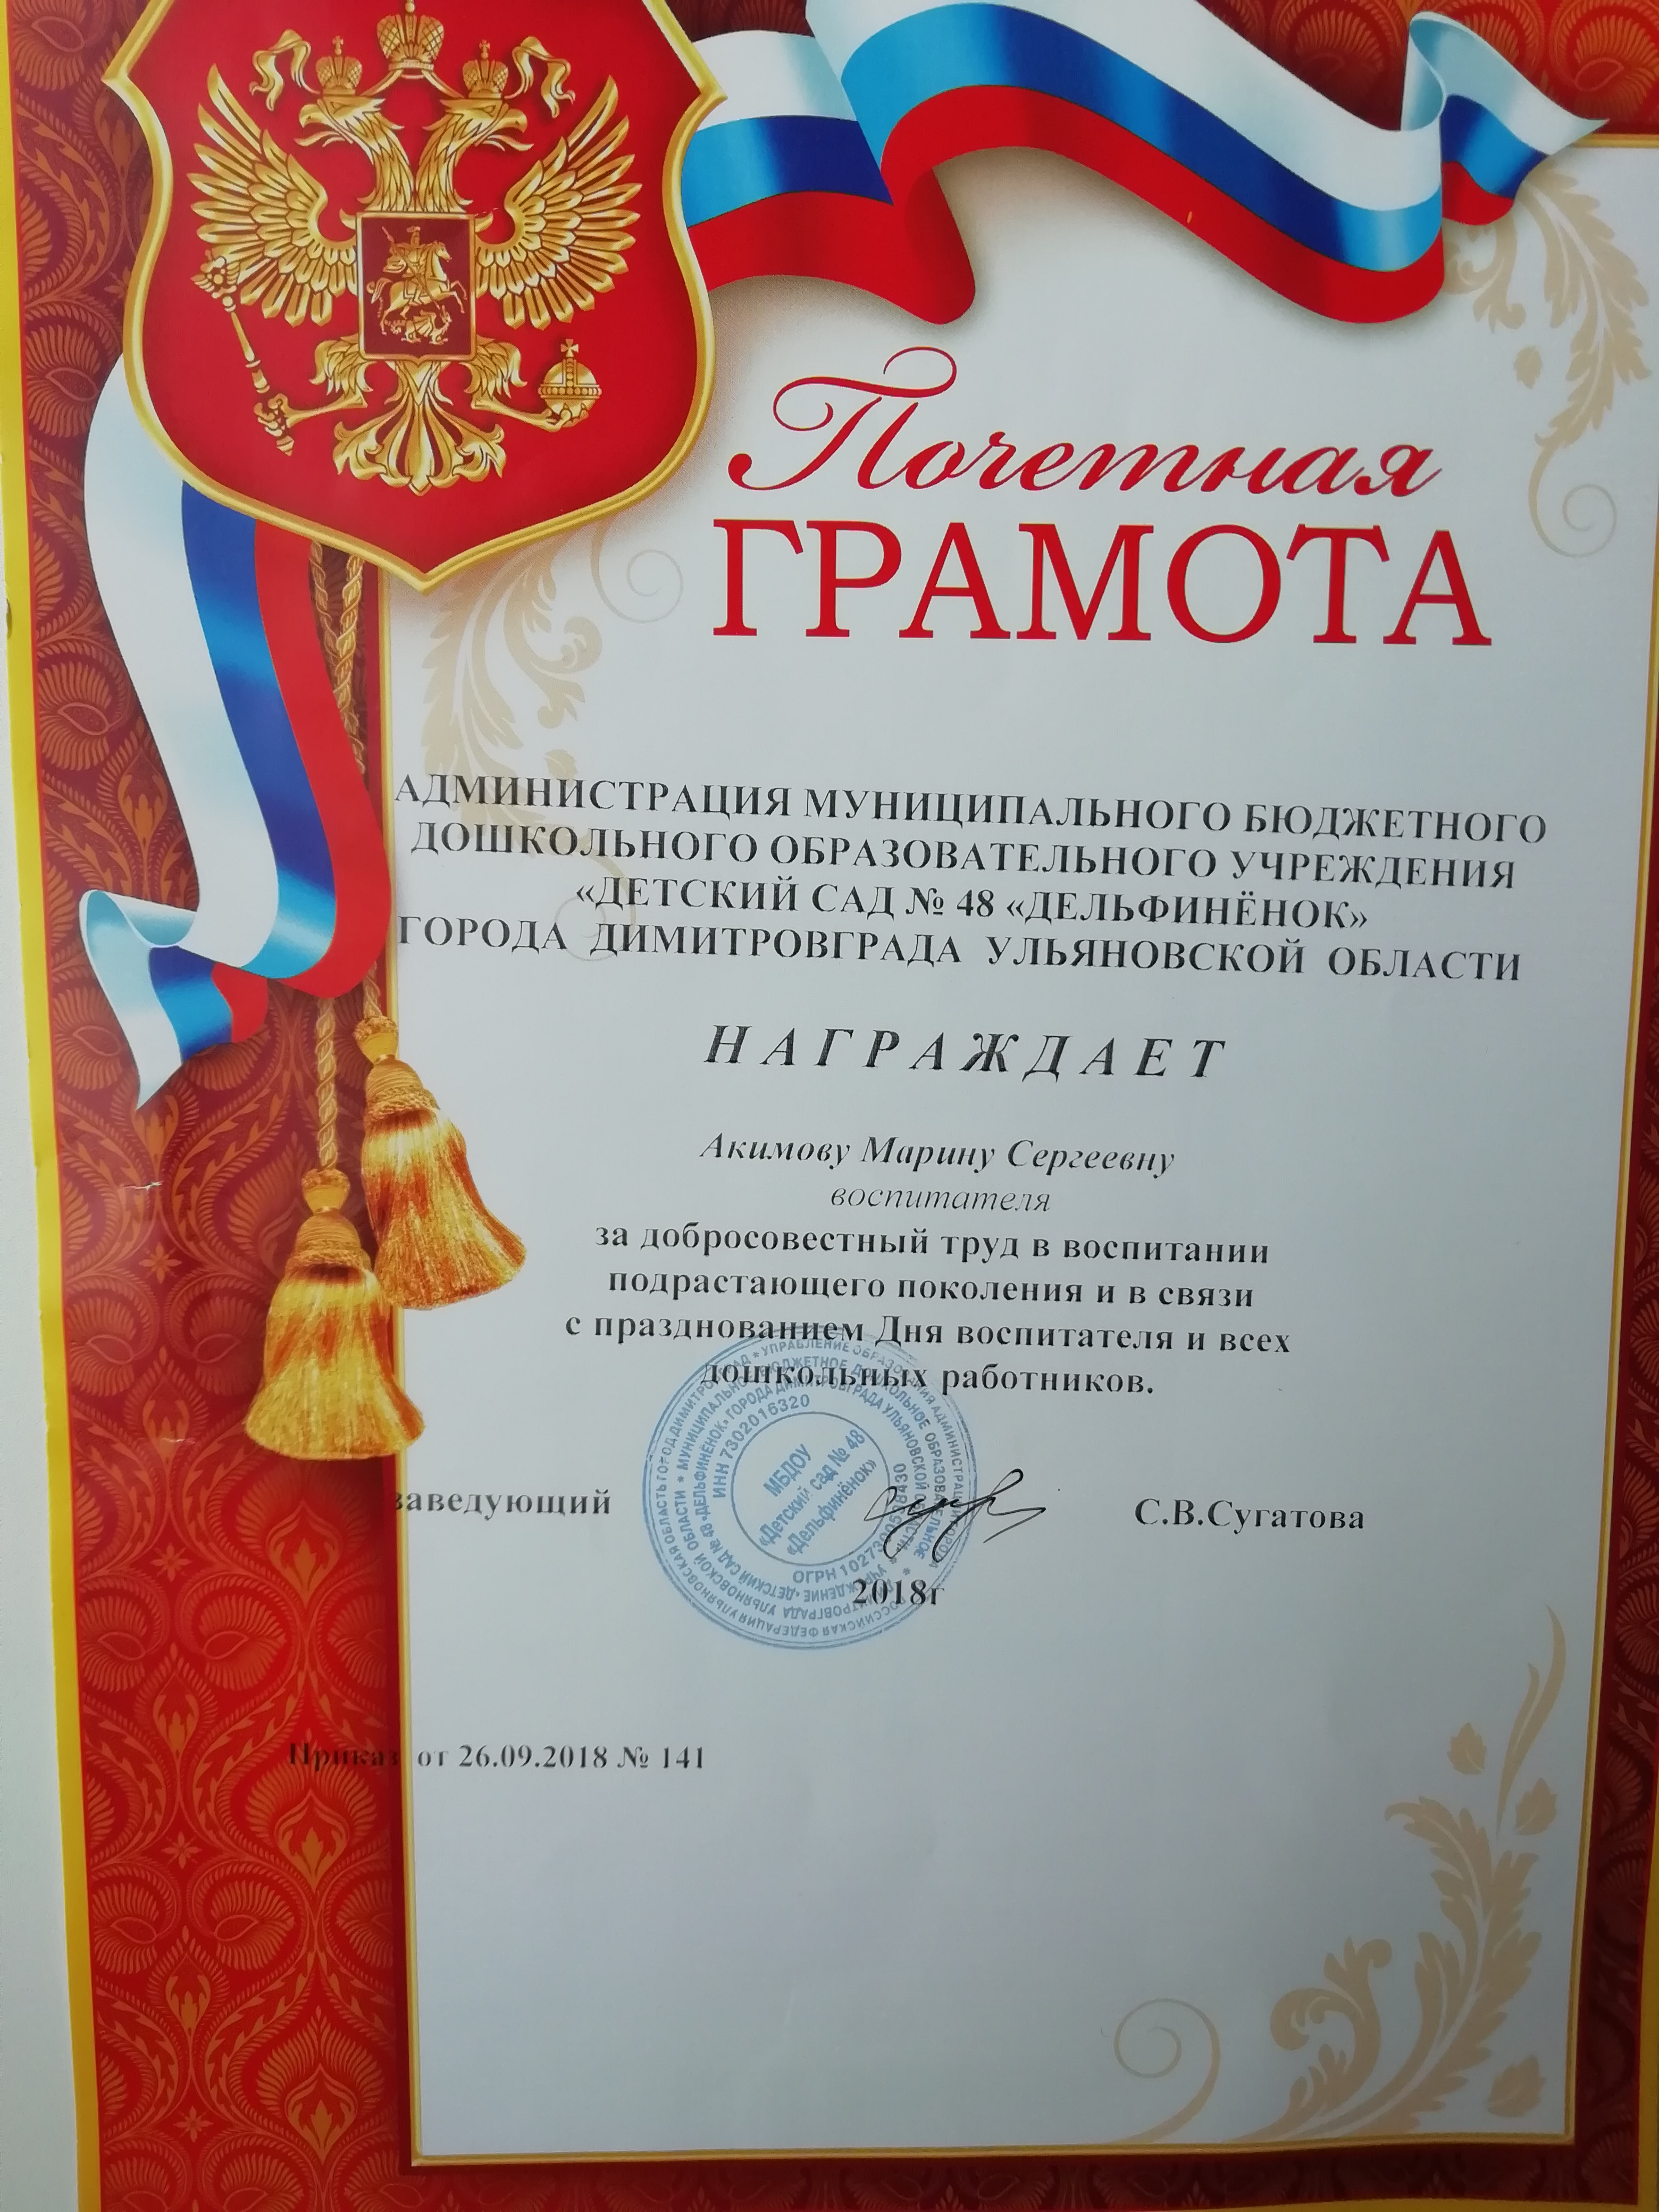 Почетная
ГРАМОТА
АДМИНИСТРАЦИЯ МУНИЦИПАЛЬНОГО БЮДЖЕТНОГО
ДОШКОЛЬНОГО ОБРАЗОВАТЕЛЬНОГО УЧРЕЖДЕНИЯ
«ДЕТСКИЙ САД № 48 «ДЕЛЬФИНЁНОК»
ГОРОДА ДИМИТРОВГРАДА УЛЬЯНОВСКОЙ ОБЛАСТИ
НАГРАЖДАЕТ
Акимову Марину Сергеевну
воспитателя
за добросовестный труд в воспитании
подрастающего поколения и в связи
с празднованием Дня воспитателя и всех
дошкольных работников.
ИНН 7302016320
МБДОУ
«Детский сад № 48
«Дельфинёнок»
заведующий С.В.Сугатова
2018г
Приказ от 26.09.2018 № 141